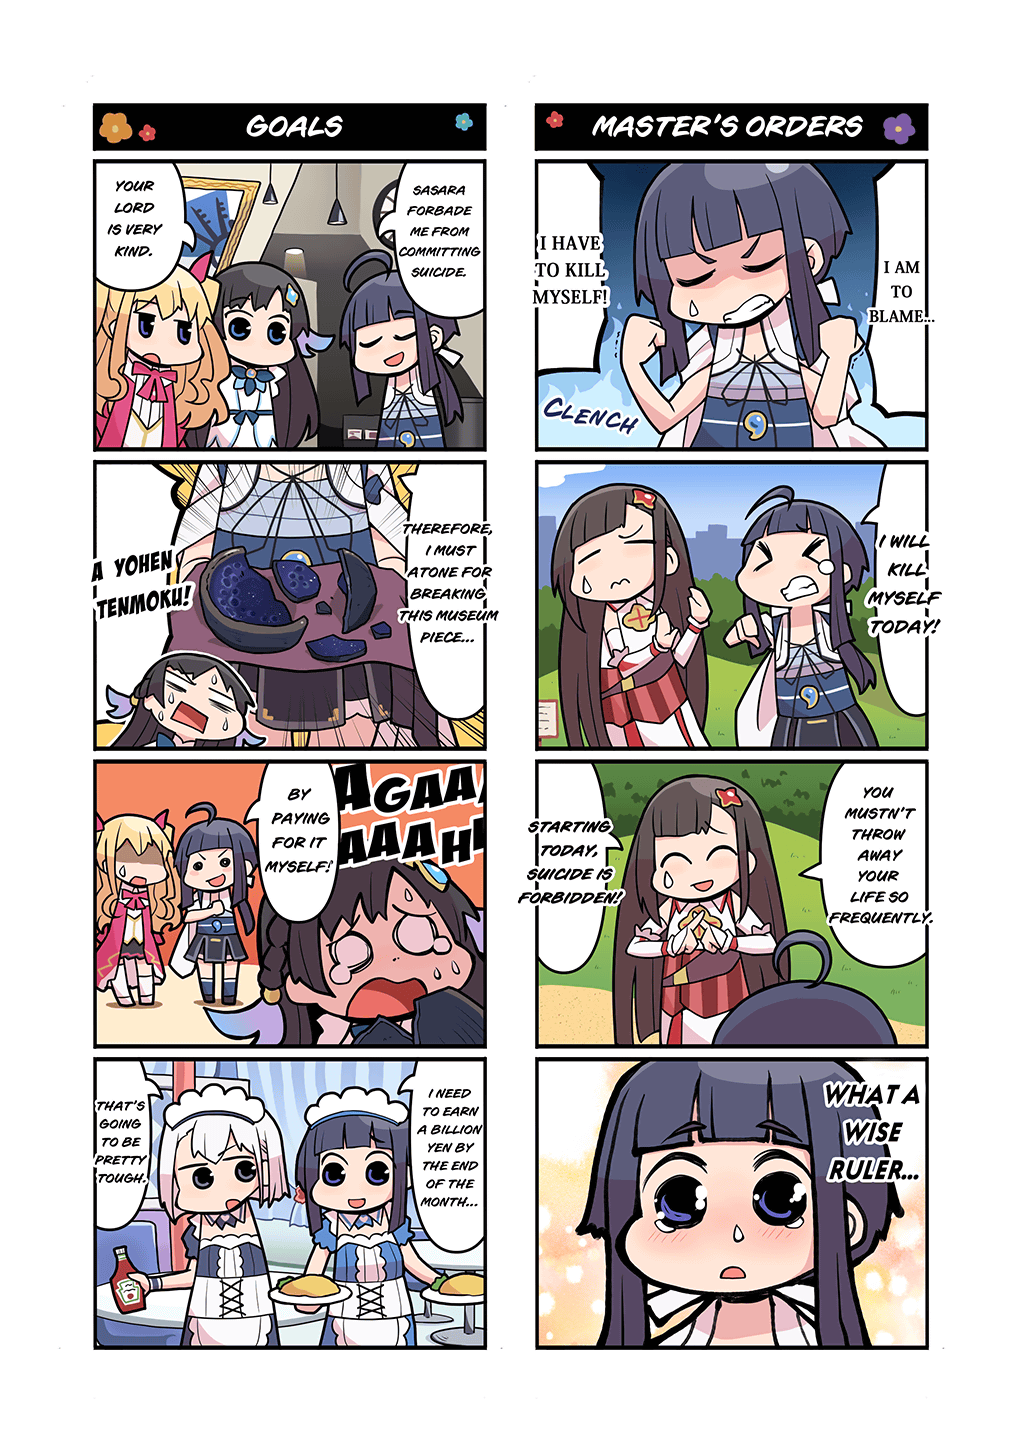 MASTER'S ORDERS
I AM
TO
BLAME...
I HAVE
TO KILL
MYSELF!
CLENCH
I WILL
KILL
MYSELF
TODAY!
YOU
MUSTN'T
THROW
AWAY
YOUR
LIFE SO
FREQUENTLY.
STARTING
TODAY,
SUICIDE IS
FORBIDDEN!
WHAT A
WISE
RULER...
GOALS
SASARA
FORBADE
ME FROM
COMMITTING
SUICIDE.
YOUR
LORD
IS VERY
KIND.
THEREFORE,
I MUST
ATONE FOR
BREAKING
THIS MUSEUM
PIECE...
A YOHEN
TENMOKU!
AGAA
AAAH!
BY
PAYING
FOR IT
MYSELF!
I NEED
TO EARN
A BILLION
YEN BY
THE END
OF THE
MONTH...
THAT'S
GOING
TO BE
PRETTY
TOUGH.